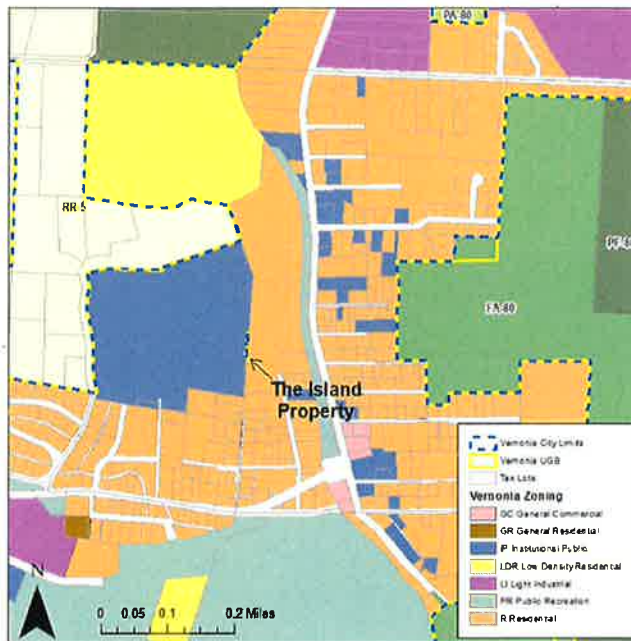 PA-80
RR-5
FA-80
The Island
Property
Vernonia City Limits
Vernonia UGB
Tax Lots
Vernonia Zoning
GC General Commercial
GR General Residential
IP Institutional Public
LDR Low Density Residential
LI Light Industrial
PR Public Recreation
R Residential
N
0 0.05 0.1 0.2 Miles